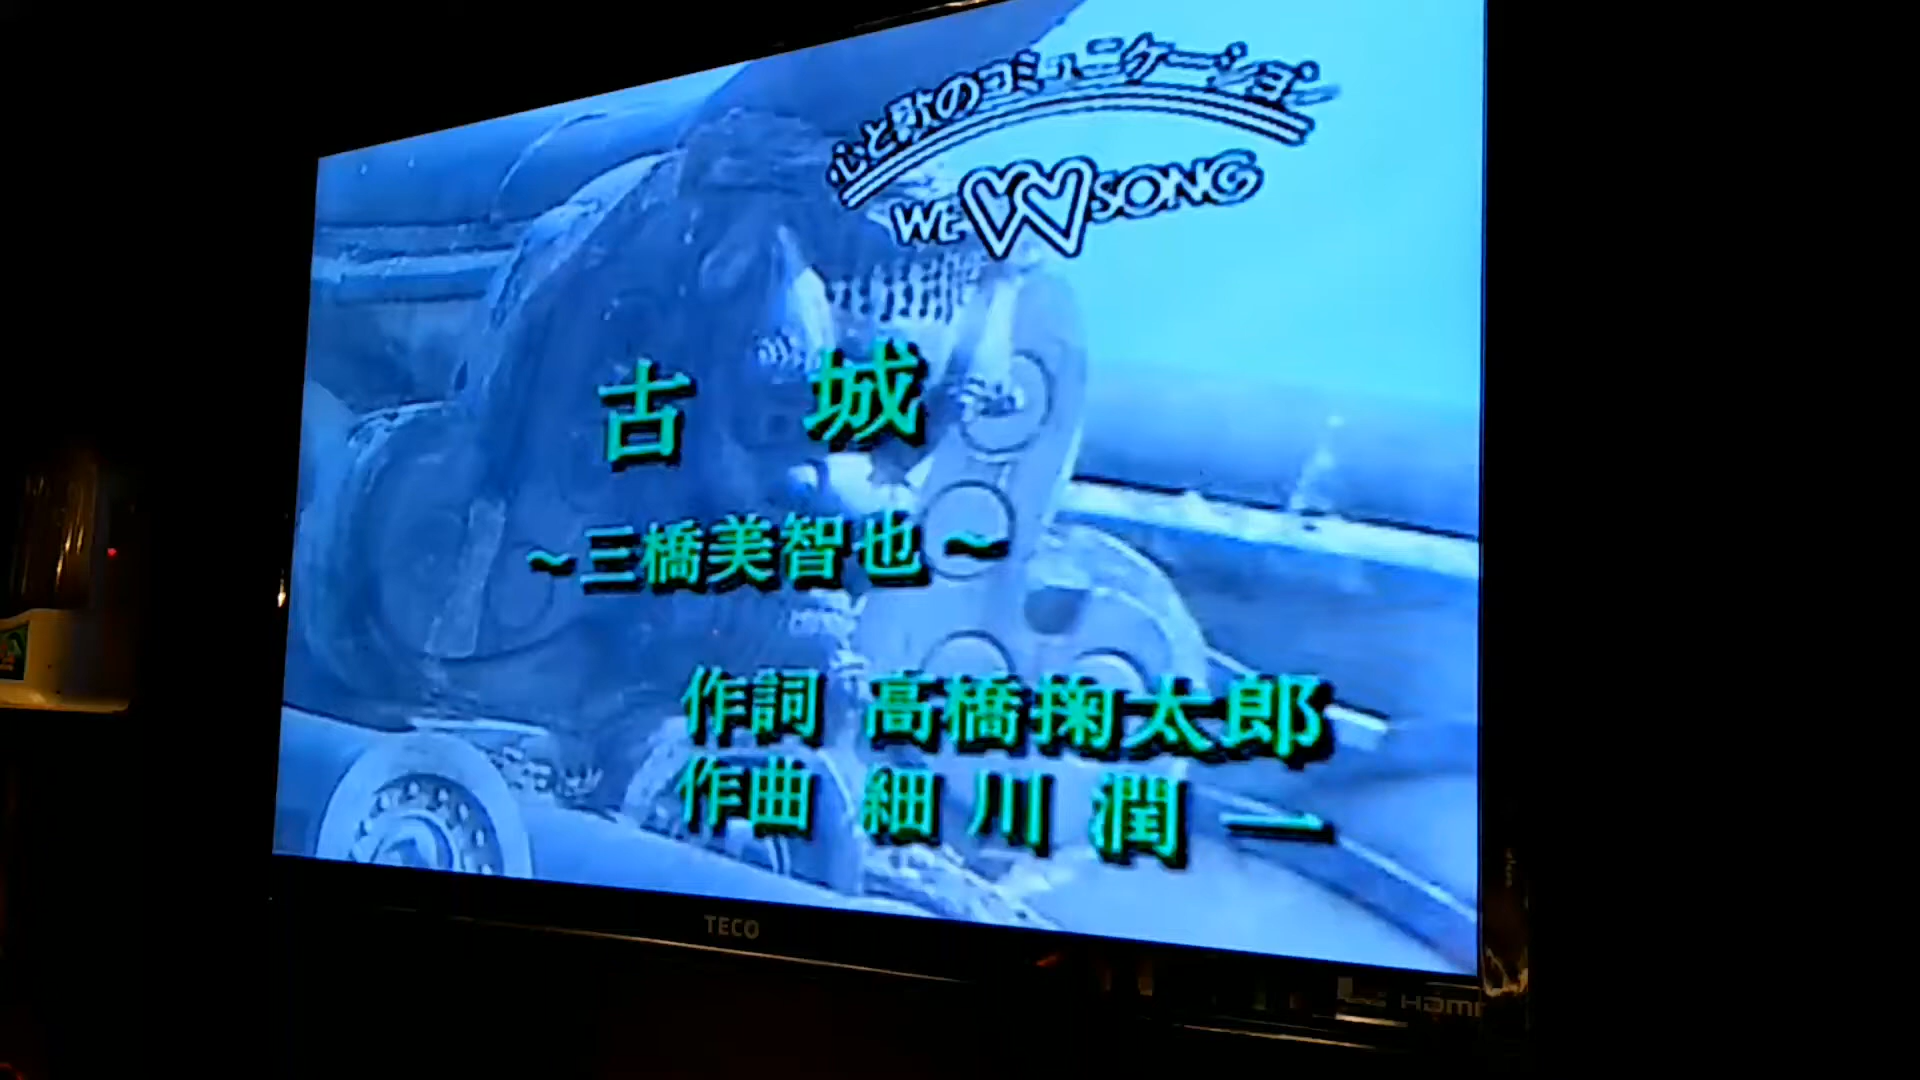 心と歌のコミュニケーション
WE W SONG
古城
～三橋美智也～
作詞 高橋掬太郎
作曲 細川潤一
TECO
HDMI